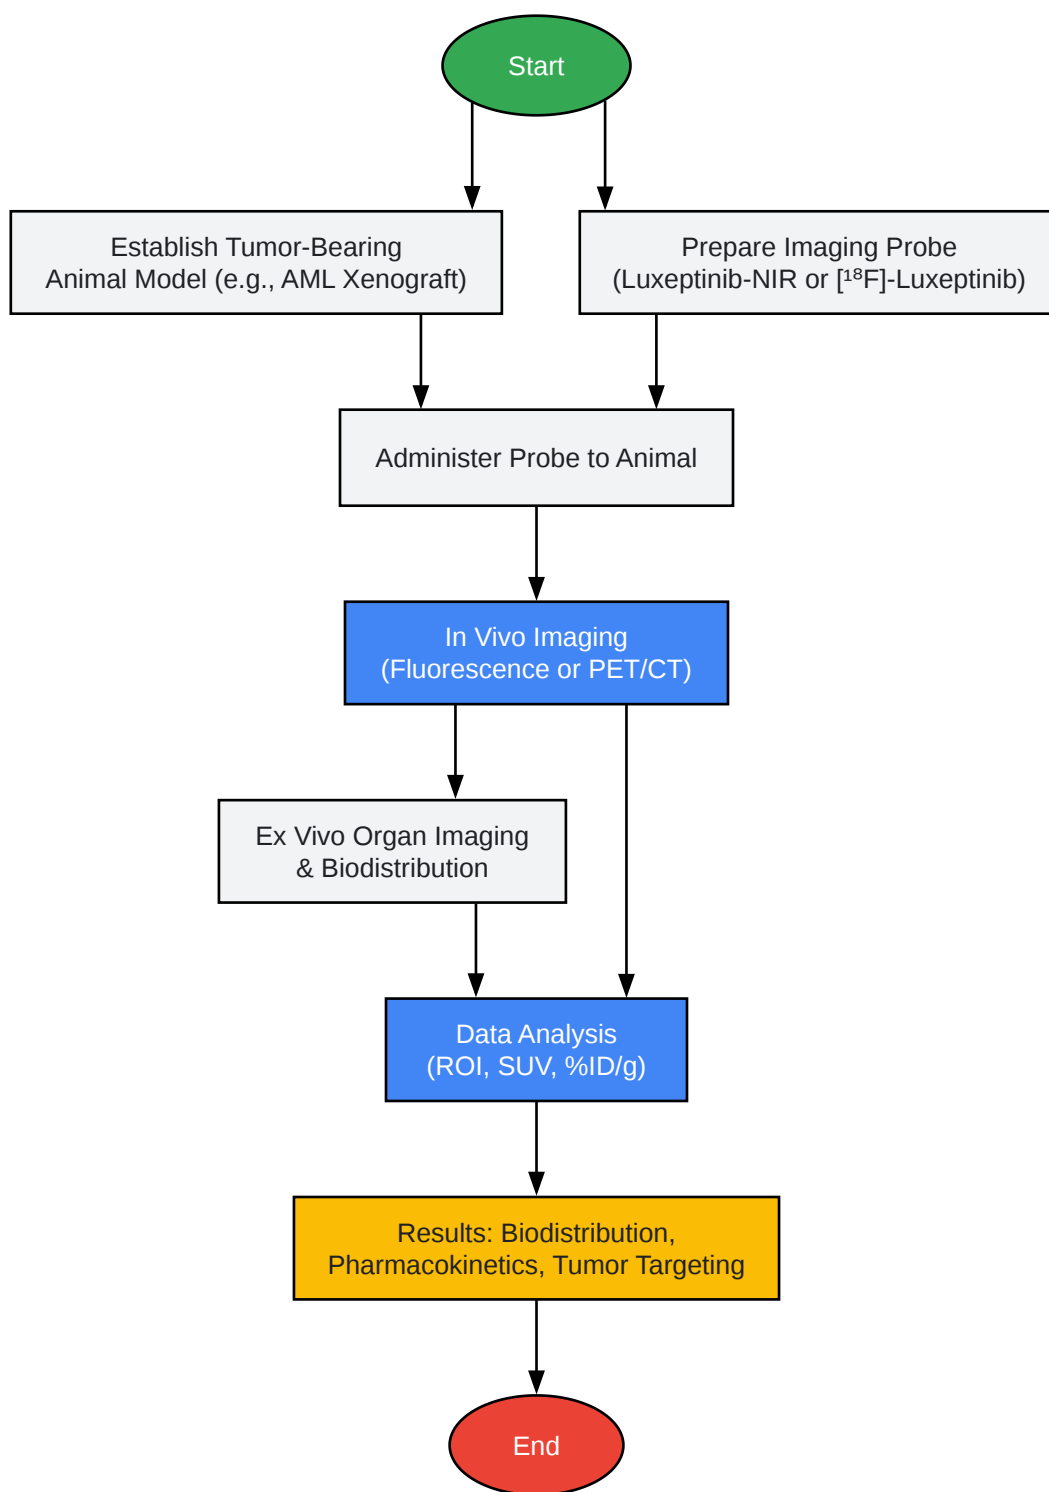 Start
Establish Tumor-Bearing
Animal Model (e.g., AML Xenograft)
Prepare Imaging Probe
(Luxeptinib-NIR or [¹⁸F]-Luxeptinib)
Administer Probe to Animal
In Vivo Imaging
(Fluorescence or PET/CT)
Ex Vivo Organ Imaging
& Biodistribution
Data Analysis
(ROI, SUV, %ID/g)
Results: Biodistribution,
Pharmacokinetics, Tumor Targeting
End